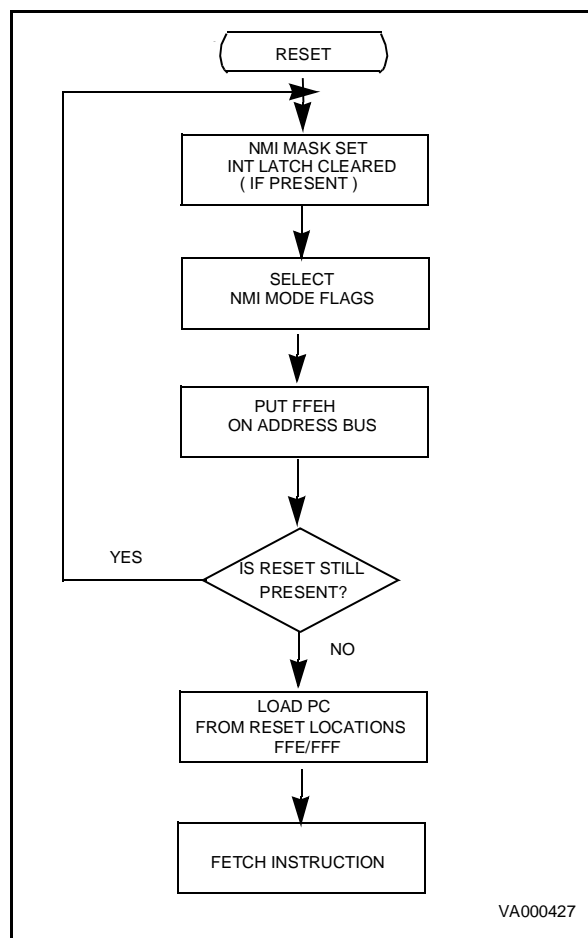 RESET
NMI MASK SET
INT LATCH CLEARED
( IF PRESENT )
SELECT
NMI MODE FLAGS
PUT FFEH
ON ADDRESS BUS
YES
IS RESET STILL
PRESENT?
NO
LOAD PC
FROM RESET LOCATIONS
FFE/FFF
FETCH INSTRUCTION
VA000427